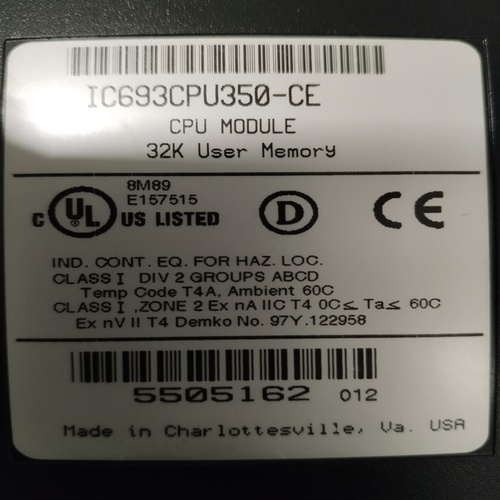 IC693CPU350-CE
CPU MODULE
32K User Memory
8M89
E157515
C UL US LISTED
D
CE
IND. CONT. EQ. FOR HAZ. LOC.
CLASS I DIV 2 GROUPS ABCD
Temp Code T4A, Ambient 60C
CLASS I ,ZONE 2 Ex nA IIC T4 0C≤ Ta≤ 60C
Ex nV II T4 Demko No. 97Y.122958
5505162 012
Made in Charlottesville, Va. USA